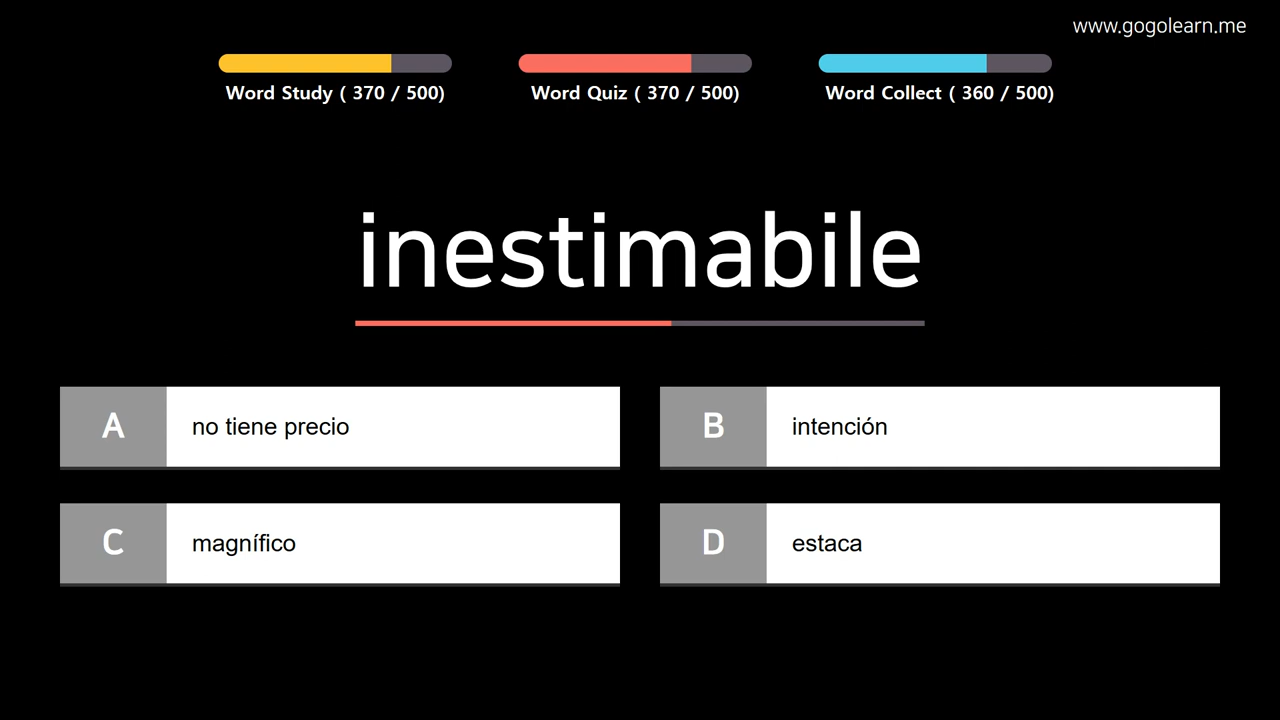 www.gogolearn.me
Word Study ( 370 / 500)
Word Quiz ( 370 / 500)
Word Collect ( 360 / 500)
inestimabile
A
no tiene precio
B
intención
C
magnífico
D
estaca